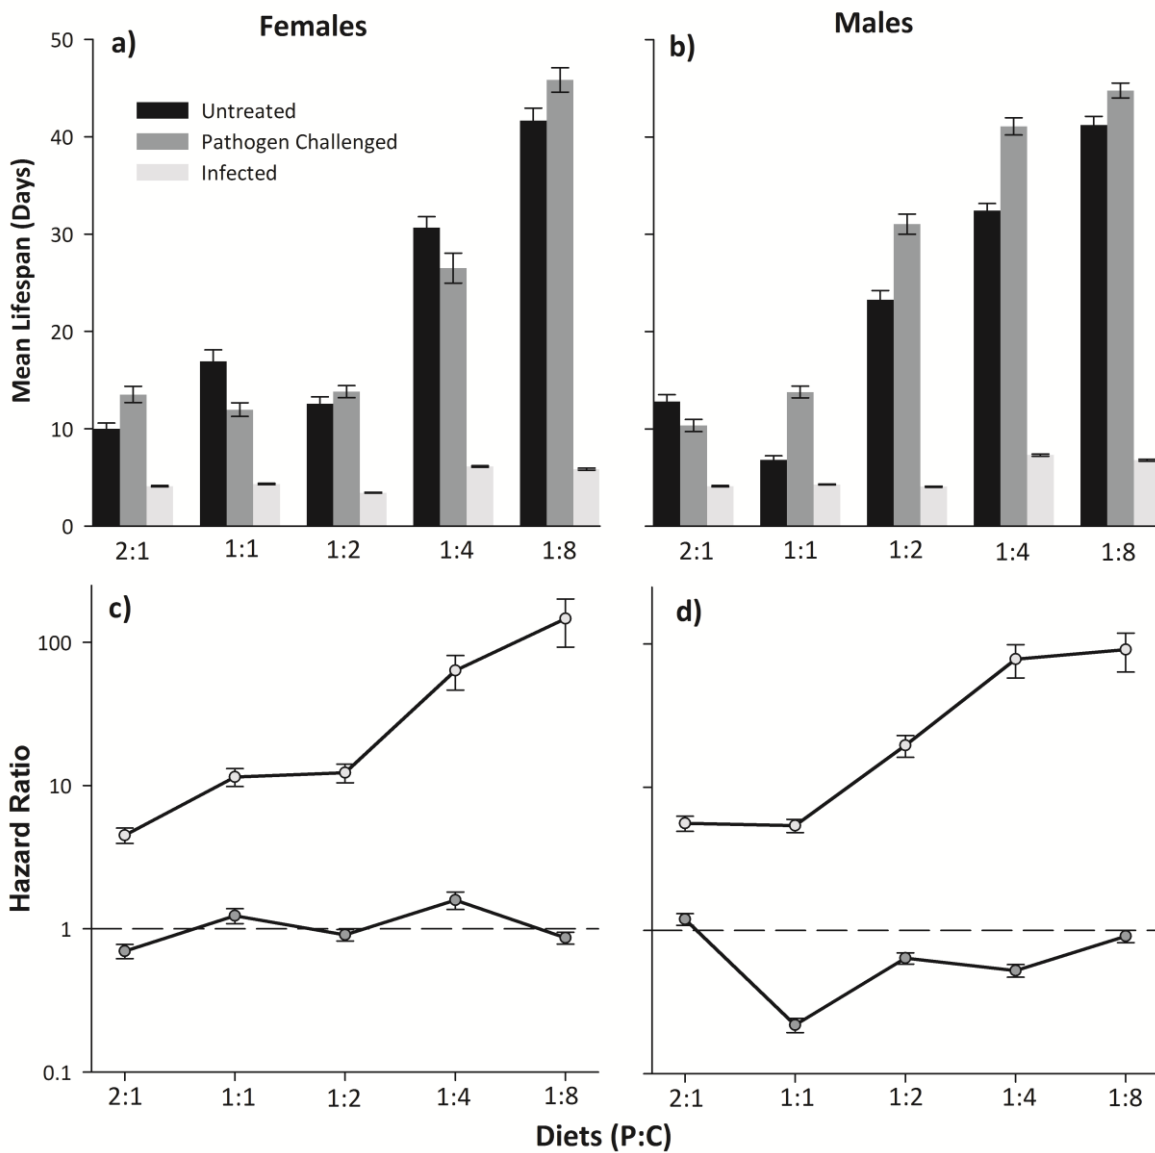 Females
Males
a)
b)
50
40
30
20
10
0
Mean Lifespan (Days)
Untreated
Pathogen Challenged
Infected
2:1 1:1 1:2 1:4 1:8
2:1 1:1 1:2 1:4 1:8
c)
d)
100
10
1
0.1
Hazard Ratio
2:1 1:1 1:2 1:4 1:8
2:1 1:1 1:2 1:4 1:8
Diets (P:C)